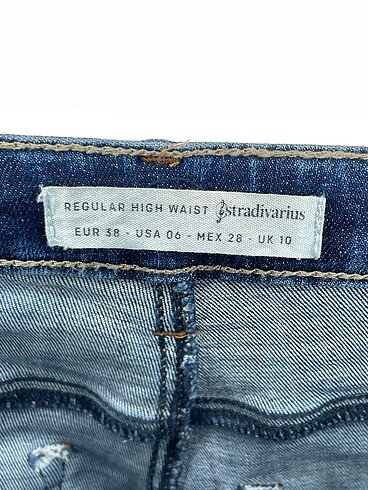 REGULAR HIGH WAIST stradivarius
EUR 38 - USA 06 - MEX 28 - UK 10